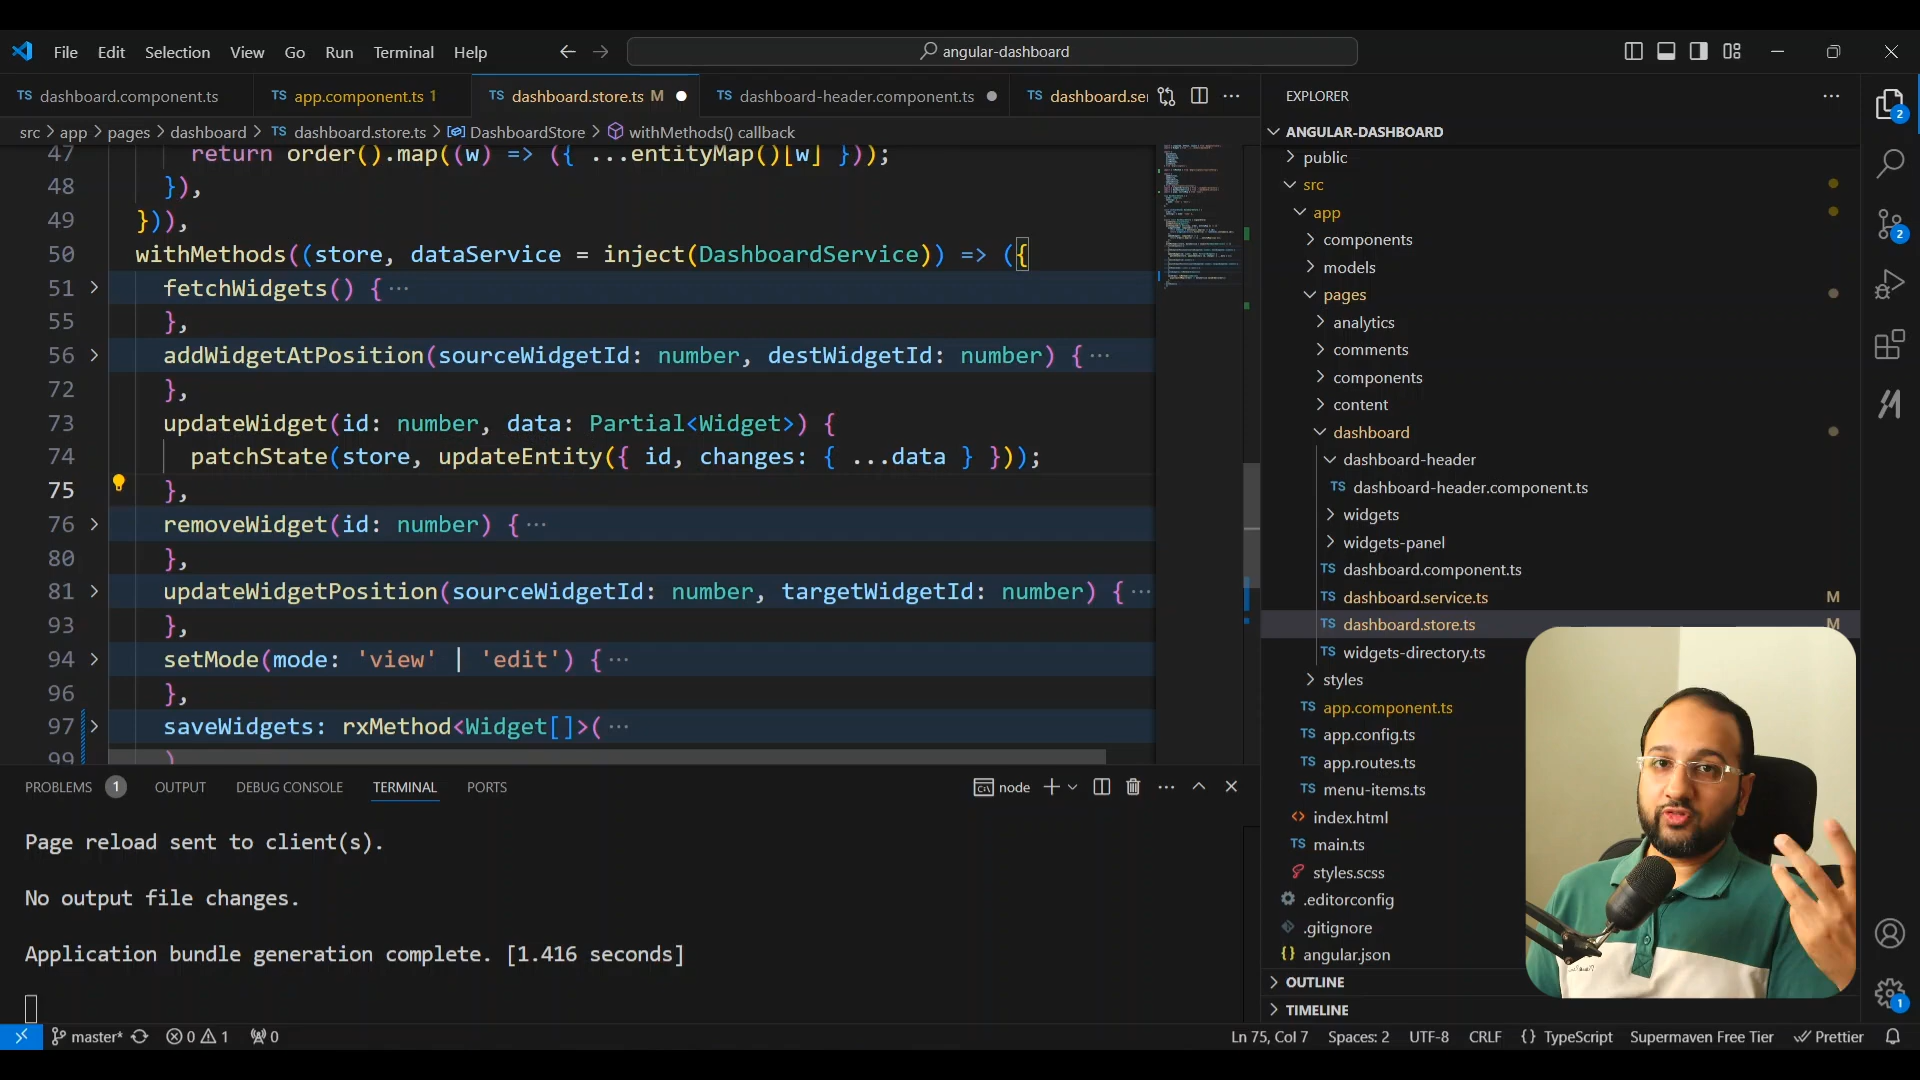 File Edit Selection View Go Run Terminal Help
angular-dashboard
TS dashboard.component.ts
TS app.component.ts 1
TS dashboard.store.ts M
TS dashboard-header.component.ts
TS dashboard.ser
src > app > pages > dashboard > TS dashboard.store.ts > DashboardStore > withMethods() callback
47 return order().map((w) => ({ ...entityMap()[w] }));
48 }),
49 })),
50 withMethods((store, dataService = inject(DashboardService)) => ({
51 fetchWidgets() { ···
55 },
56 addWidgetAtPosition(sourceWidgetId: number, destWidgetId: number) { ···
72 },
73 updateWidget(id: number, data: Partial<Widget>) {
74 patchState(store, updateEntity({ id, changes: { ...data } }));
75 },
76 removeWidget(id: number) { ···
80 },
81 updateWidgetPosition(sourceWidgetId: number, targetWidgetId: number) { ···
93 },
94 setMode(mode: 'view' | 'edit') { ···
96 },
97 saveWidgets: rxMethod<Widget[]>( ···
99 )
PROBLEMS 1 OUTPUT DEBUG CONSOLE TERMINAL PORTS
node
Page reload sent to client(s).
No output file changes.
Application bundle generation complete. [1.416 seconds]
EXPLORER
ANGULAR-DASHBOARD
public
src
app
components
models
pages
analytics
comments
components
content
dashboard
dashboard-header
TS dashboard-header.component.ts
widgets
widgets-panel
TS dashboard.component.ts
TS dashboard.service.ts M
TS dashboard.store.ts M
TS widgets-directory.ts
styles
TS app.component.ts
TS app.config.ts
TS app.routes.ts
TS menu-items.ts
<> index.html
TS main.ts
styles.scss
.editorconfig
.gitignore
{} angular.json
OUTLINE
TIMELINE
2
2
1
master* 0 1 0
Ln 75, Col 7 Spaces: 2 UTF-8 CRLF {} TypeScript Supermaven Free Tier Prettier